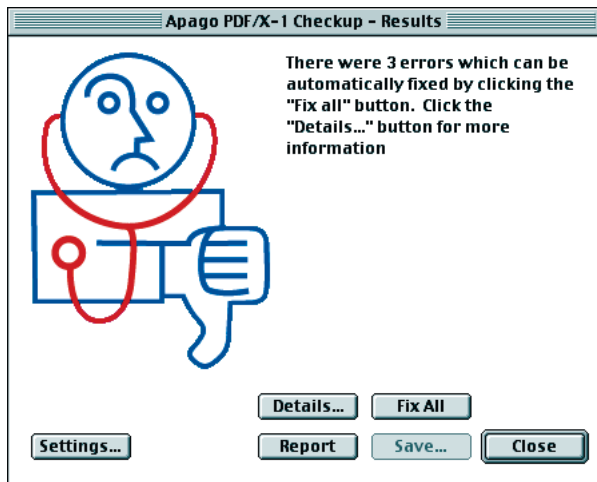 Apago PDF/X-1 Checkup - Results
There were 3 errors which can be
automatically fixed by clicking the
"Fix all" button.  Click the
"Details..." button for more
information
Details...
Fix All
Settings...
Report
Save...
Close